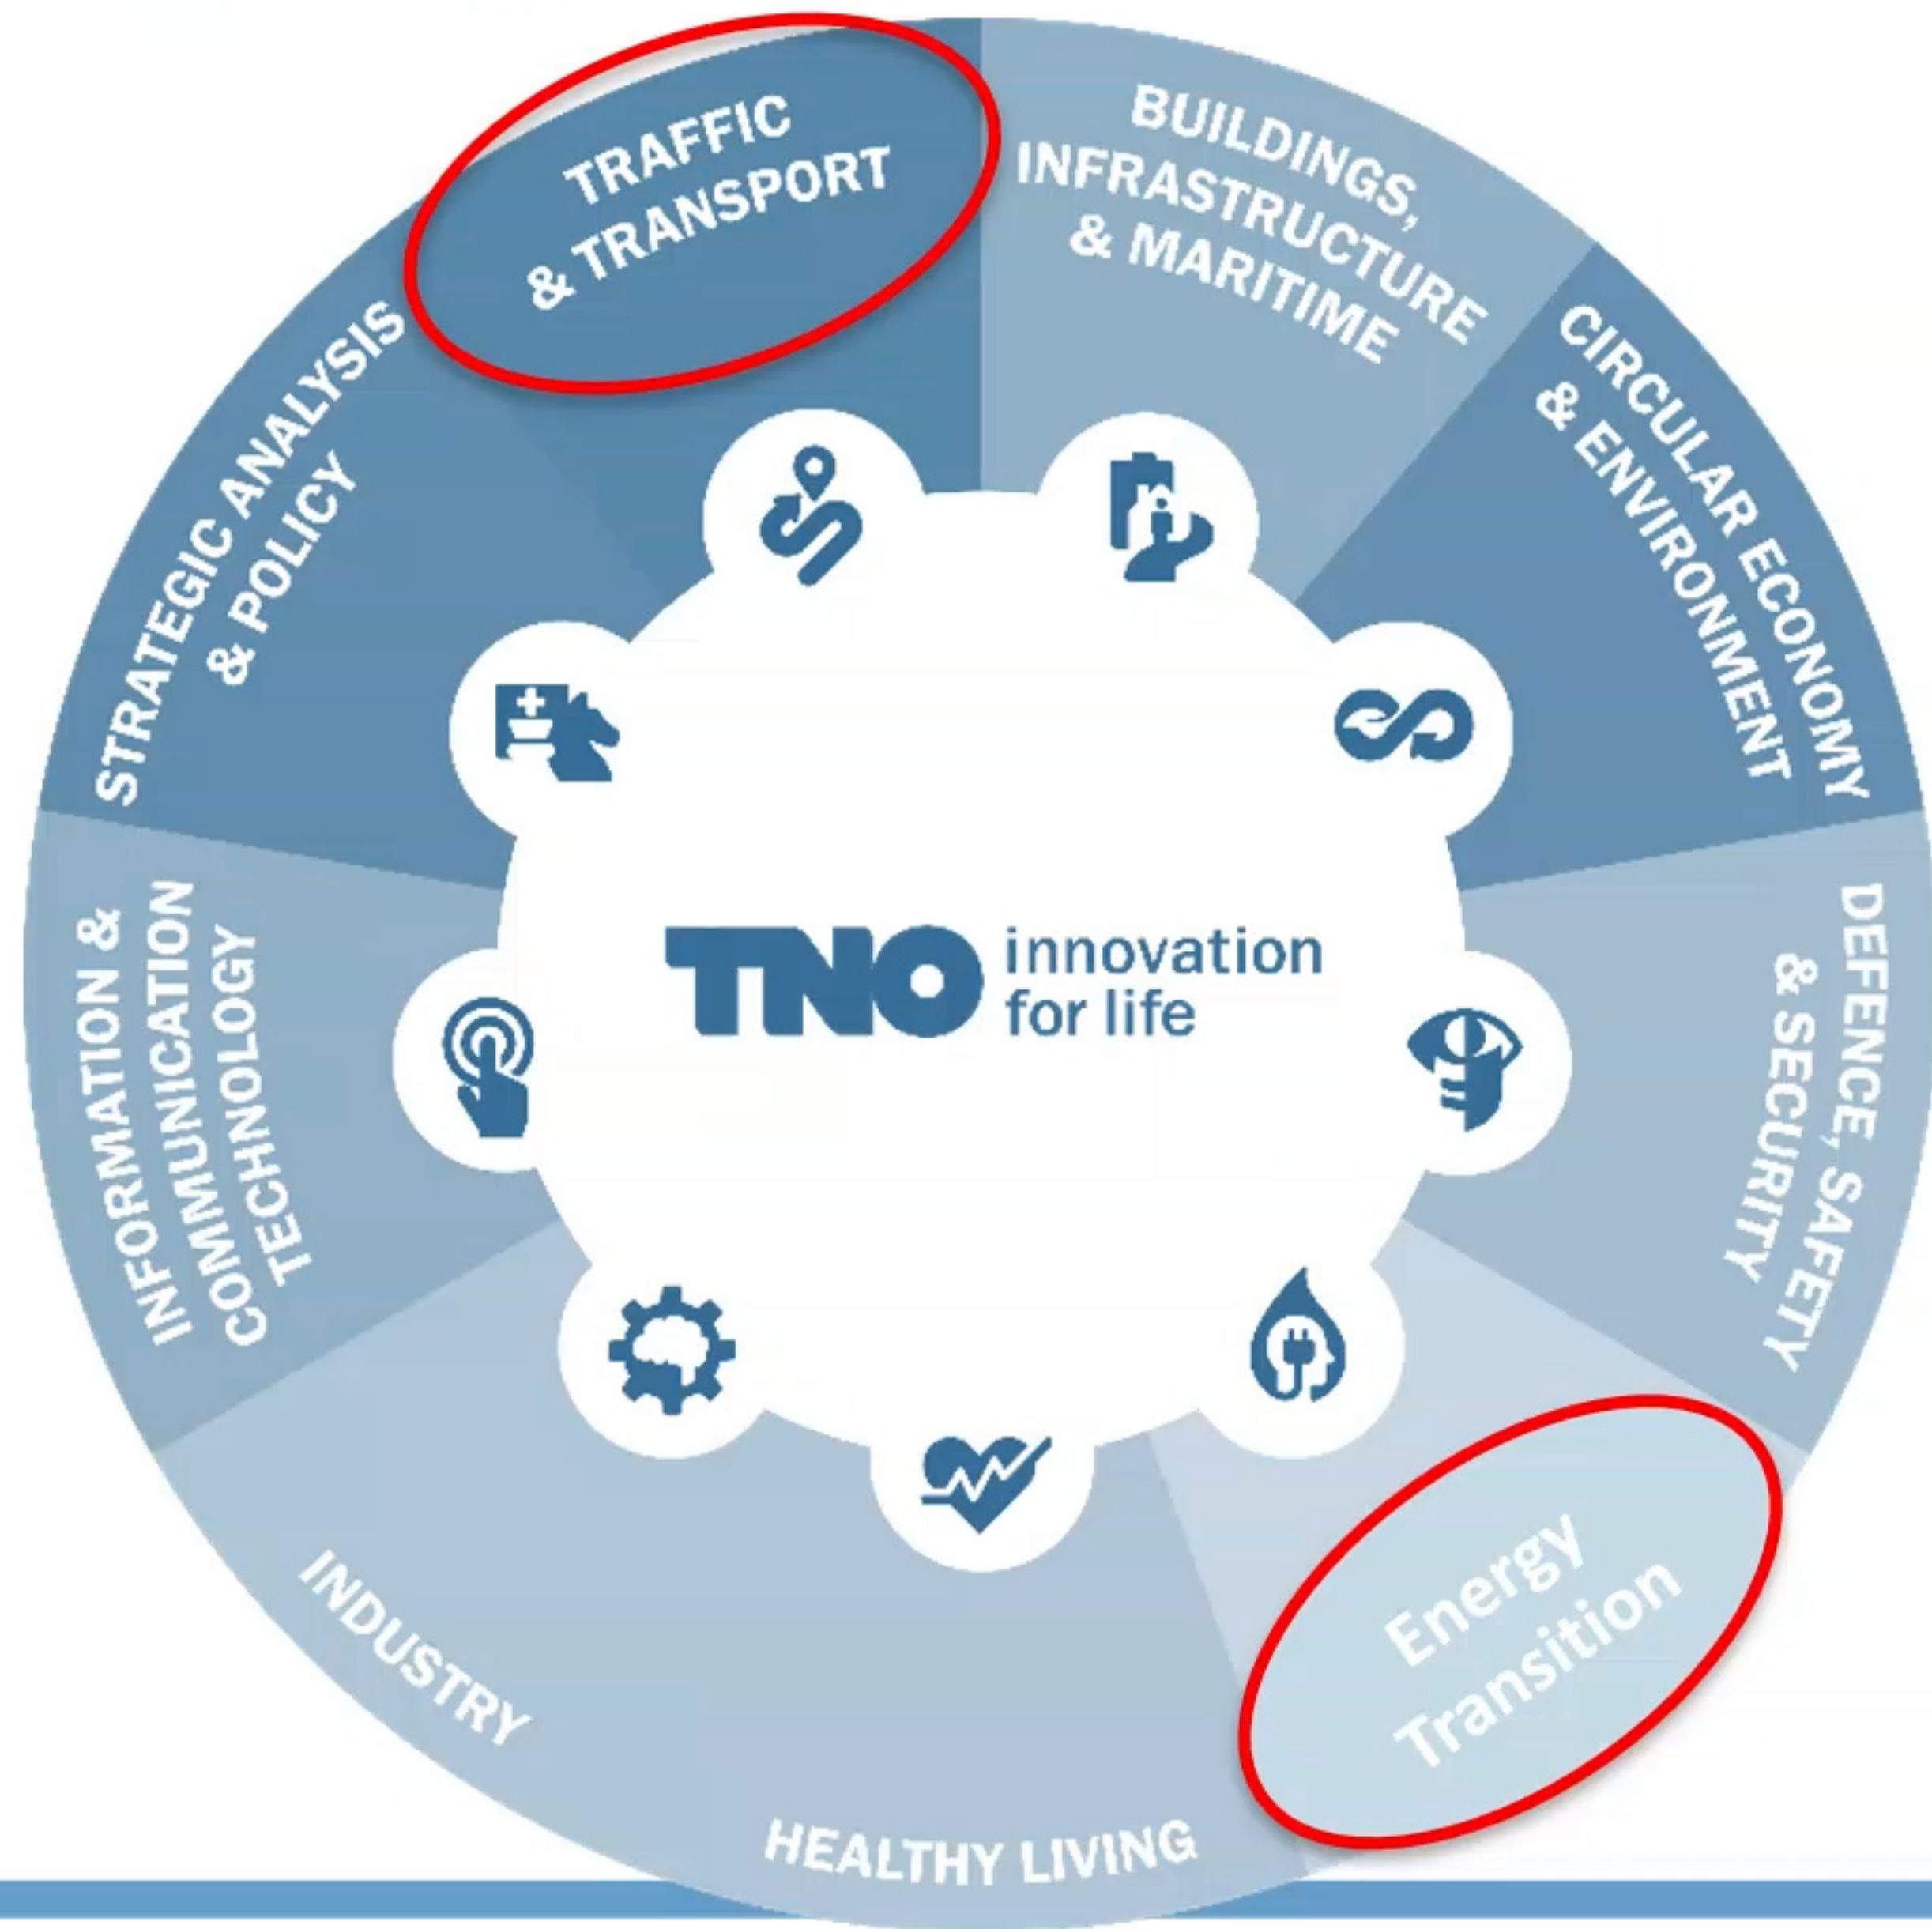 TRAFFIC
& TRANSPORT
BUILDINGS,
INFRASTRUCTURE
& MARITIME
CIRCULAR ECONOMY
& ENVIRONMENT
DEFENCE, SAFETY
& SECURITY
Energy
Transition
HEALTHY LIVING
INDUSTRY
INFORMATION &
COMMUNICATION
TECHNOLOGY
STRATEGIC ANALYSIS
& POLICY
TNO innovation
for life